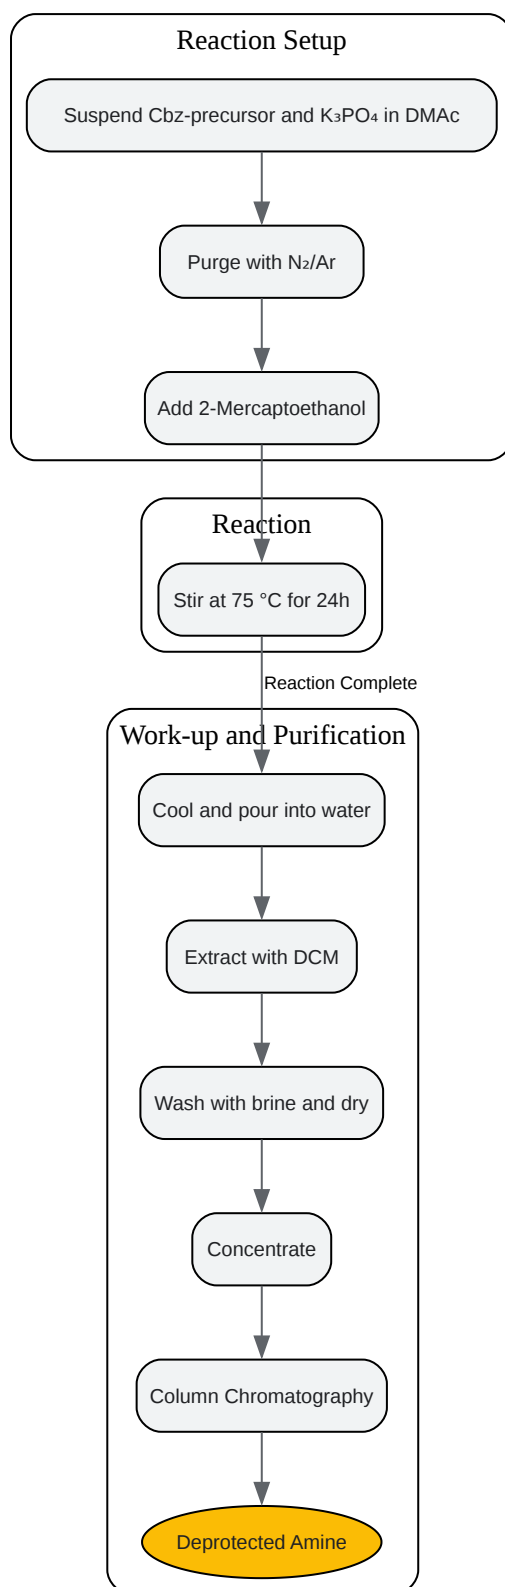 Reaction Setup
Suspend Cbz-precursor and K₃PO₄ in DMAc
Purge with N₂/Ar
Add 2-Mercaptoethanol
Reaction
Stir at 75 °C for 24h
Reaction Complete
Work-up and Purification
Cool and pour into water
Extract with DCM
Wash with brine and dry
Concentrate
Column Chromatography
Deprotected Amine